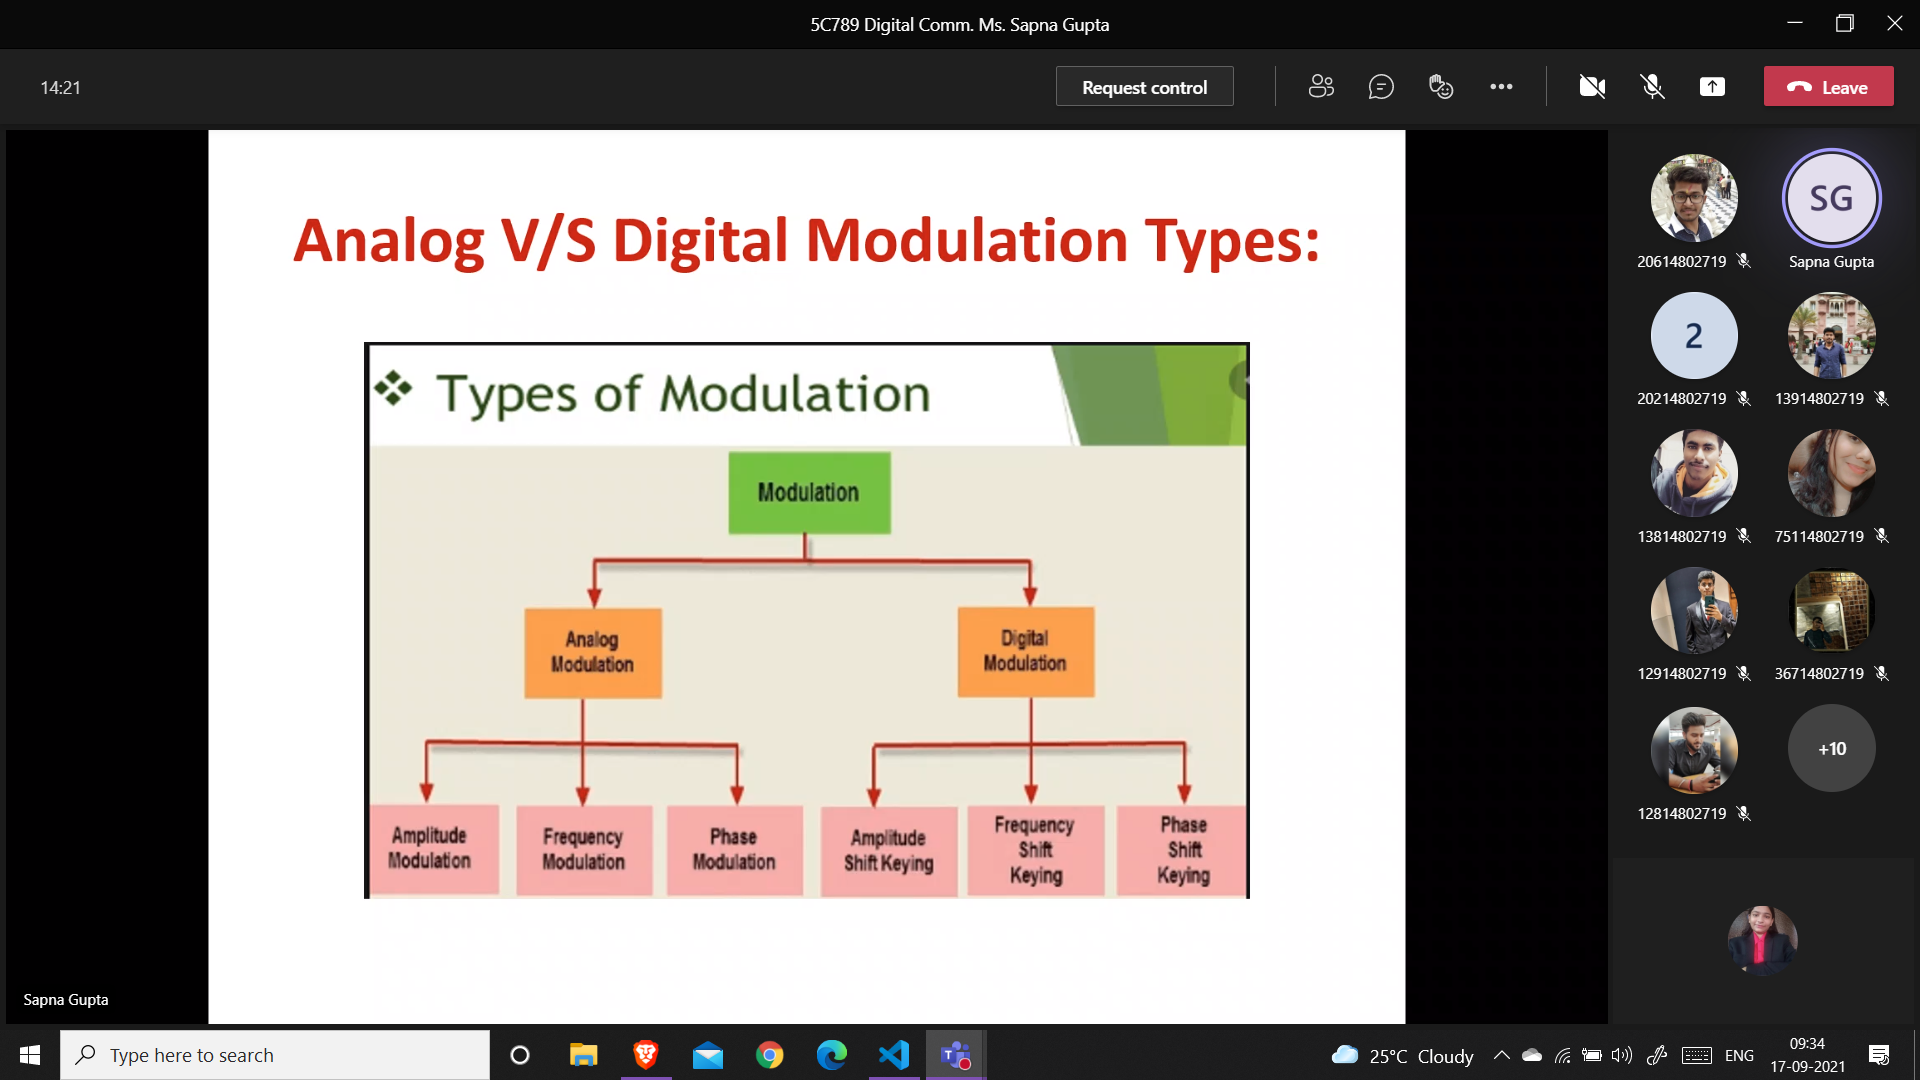 5C789 Digital Comm. Ms. Sapna Gupta
14:21
Request control
Leave
Analog V/S Digital Modulation Types:
Types of Modulation
Modulation
Analog
Modulation
Digital
Modulation
Amplitude
Modulation
Frequency
Modulation
Phase
Modulation
Amplitude
Shift Keying
Frequency
Shift
Keying
Phase
Shift
Keying
Sapna Gupta
SG
20614802719
Sapna Gupta
2
20214802719
13914802719
13814802719
75114802719
12914802719
36714802719
+10
12814802719
Type here to search
25°C Cloudy
ENG
09:34
17-09-2021